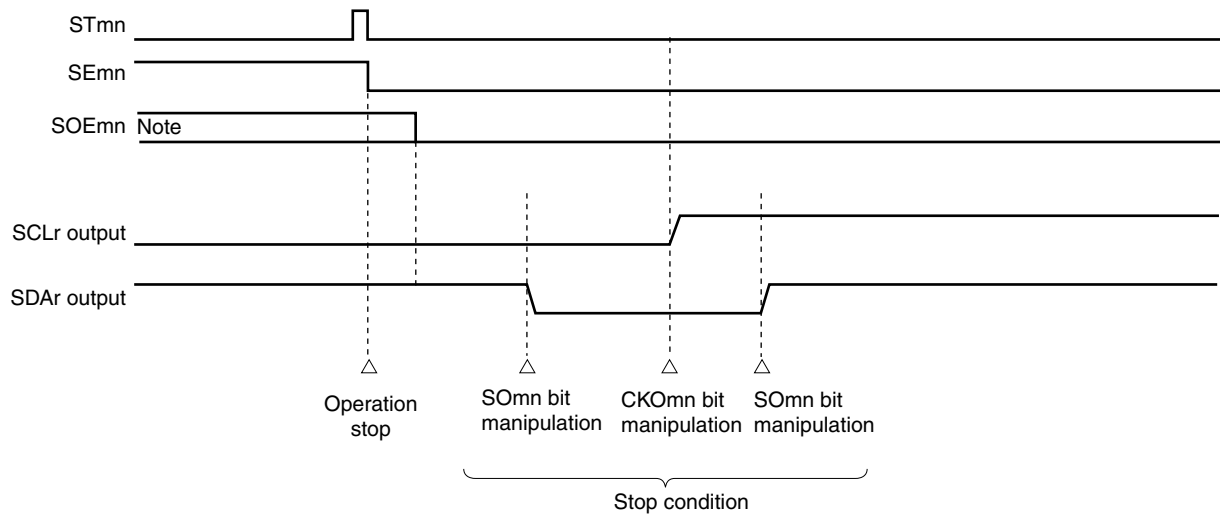 STmn
SEmn
SOEmn Note
SCLr output
SDAr output
Operation
stop
SOmn bit
manipulation
CKOmn bit
manipulation
SOmn bit
manipulation
Stop condition